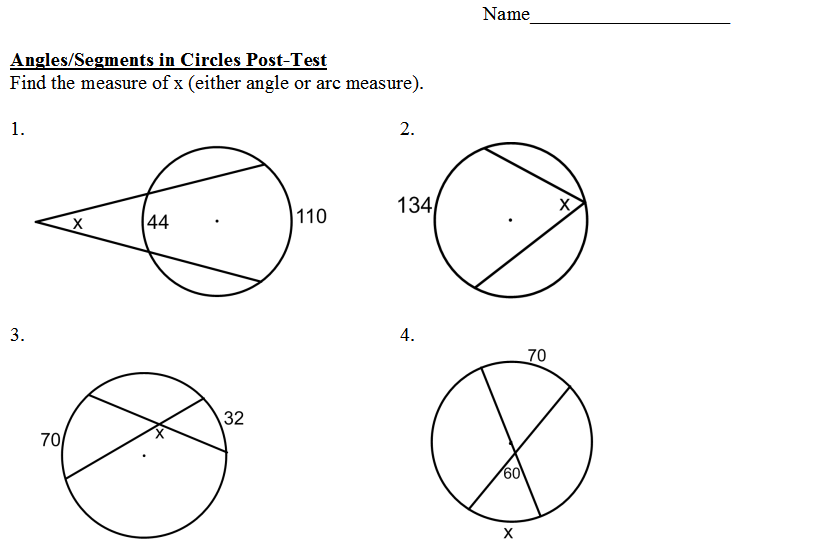 Name____________________
Angles/Segments in Circles Post-Test
Find the measure of x (either angle or arc measure).
1.
2.
x
44
110
134
x
3.
4.
70
x
32
70
60
x